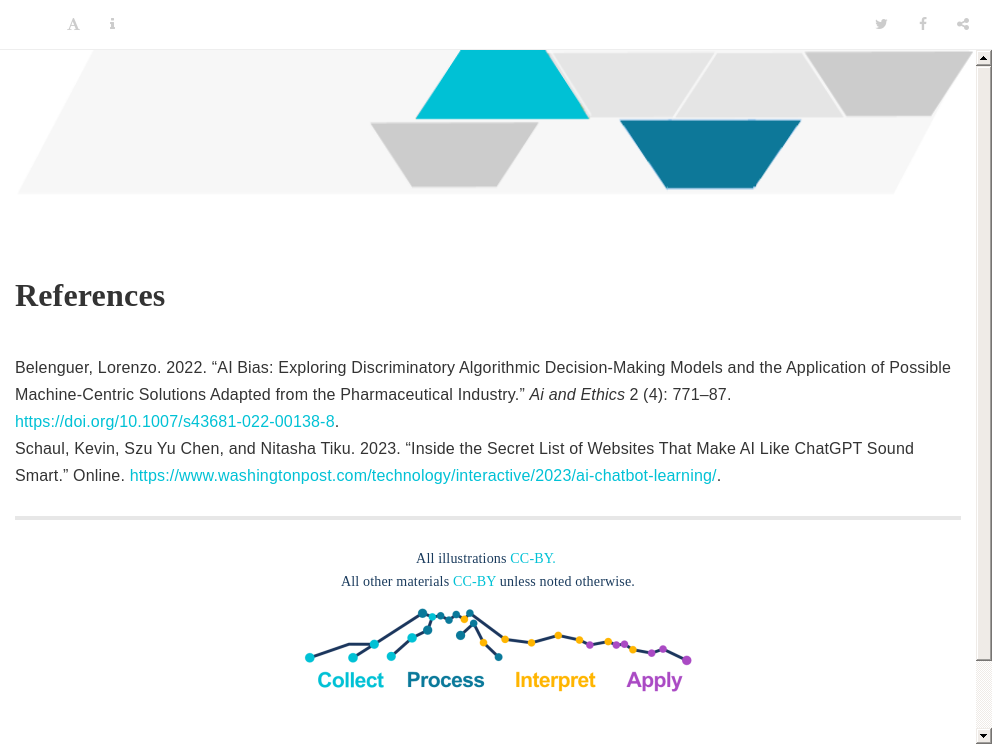 References
Belenguer, Lorenzo. 2022. “AI Bias: Exploring Discriminatory Algorithmic Decision-Making Models and the Application of Possible
Machine-Centric Solutions Adapted from the Pharmaceutical Industry.” Ai and Ethics 2 (4): 771–87.
https://doi.org/10.1007/s43681-022-00138-8.
Schaul, Kevin, Szu Yu Chen, and Nitasha Tiku. 2023. “Inside the Secret List of Websites That Make AI Like ChatGPT Sound
Smart.” Online. https://www.washingtonpost.com/technology/interactive/2023/ai-chatbot-learning/.
All illustrations CC-BY.
All other materials CC-BY unless noted otherwise.
Collect Process Interpret Apply